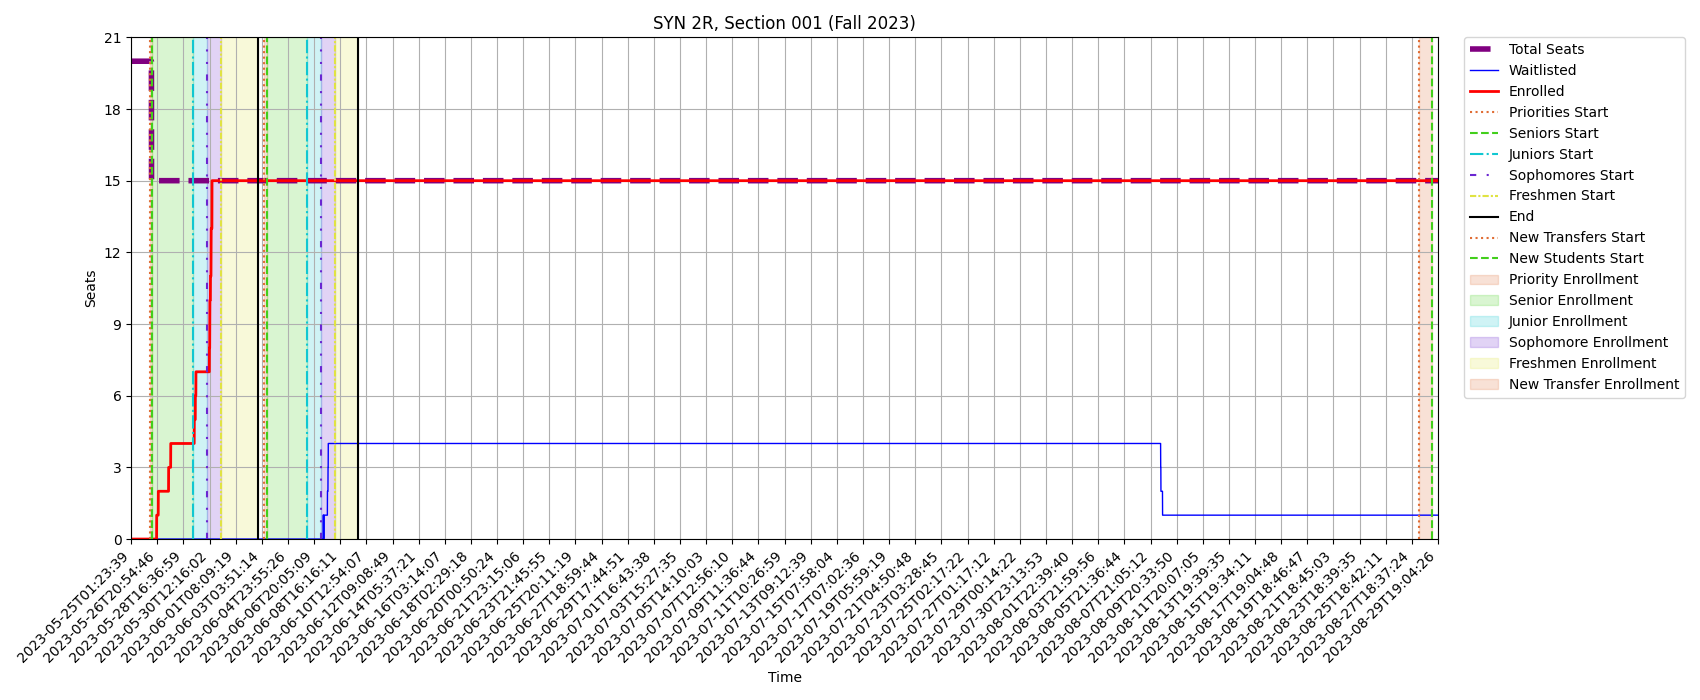 SYN 2R, Section 001 (Fall 2023)
21
18
15
12
9
6
3
0
Seats
2023-05-25T01:23:39
2023-05-26T20:54:46
2023-05-28T16:36:59
2023-05-30T12:16:02
2023-06-01T08:09:19
2023-06-03T03:51:14
2023-06-04T23:55:26
2023-06-06T20:05:09
2023-06-08T16:16:11
2023-06-10T12:54:07
2023-06-12T09:08:49
2023-06-14T05:37:21
2023-06-16T03:14:07
2023-06-18T02:29:18
2023-06-20T00:50:24
2023-06-21T23:15:06
2023-06-23T21:45:55
2023-06-25T20:11:19
2023-06-27T18:59:44
2023-06-29T17:44:51
2023-07-01T16:43:38
2023-07-03T15:27:35
2023-07-05T14:10:03
2023-07-07T12:56:10
2023-07-09T11:36:44
2023-07-11T10:26:59
2023-07-13T09:12:39
2023-07-15T07:58:04
2023-07-17T07:02:36
2023-07-19T05:59:19
2023-07-21T04:50:48
2023-07-23T03:28:45
2023-07-25T02:17:22
2023-07-27T01:17:12
2023-07-29T00:14:22
2023-07-30T23:13:53
2023-08-01T22:39:40
2023-08-03T21:59:56
2023-08-05T21:36:44
2023-08-07T21:05:12
2023-08-09T20:33:50
2023-08-11T20:07:05
2023-08-13T19:39:35
2023-08-15T19:34:11
2023-08-17T19:04:48
2023-08-19T18:46:47
2023-08-21T18:45:03
2023-08-23T18:39:35
2023-08-25T18:42:11
2023-08-27T18:37:24
2023-08-29T19:04:26
Time
Total Seats
Waitlisted
Enrolled
Priorities Start
Seniors Start
Juniors Start
Sophomores Start
Freshmen Start
End
New Transfers Start
New Students Start
Priority Enrollment
Senior Enrollment
Junior Enrollment
Sophomore Enrollment
Freshmen Enrollment
New Transfer Enrollment